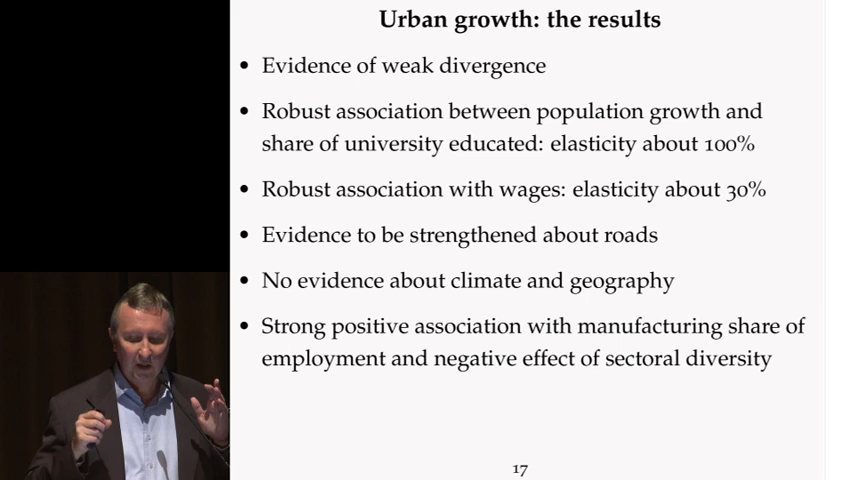 Urban growth: the results
• Evidence of weak divergence
• Robust association between population growth and
share of university educated: elasticity about 100%
• Robust association with wages: elasticity about 30%
• Evidence to be strengthened about roads
• No evidence about climate and geography
• Strong positive association with manufacturing share of
employment and negative effect of sectoral diversity
17